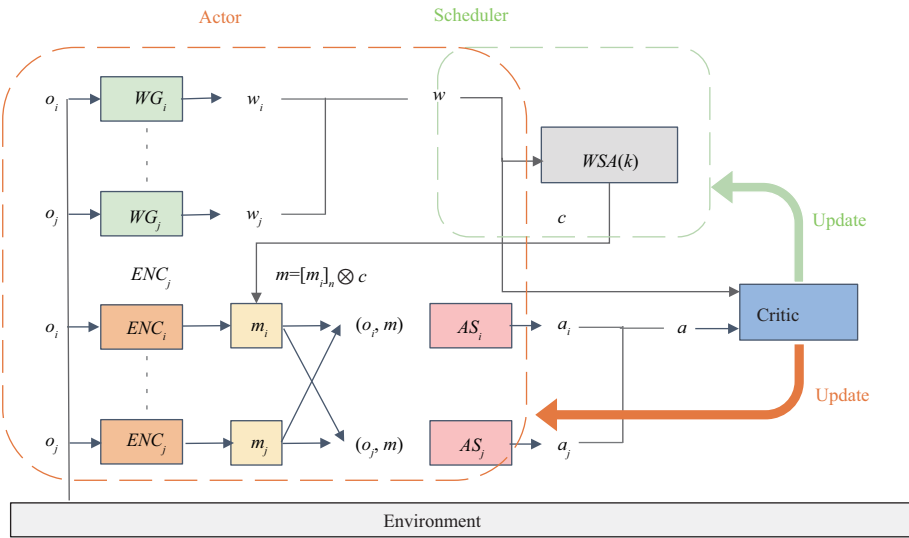 Actor
Scheduler
o_i
WG_i
w_i
w
WSA(k)
o_j
WG_j
w_j
c
Update
ENC_j
m=[m_i]_n ⊗ c
o_i
ENC_i
m_i
(o_i, m)
AS_i
a_i
a
Critic
Update
o_j
ENC_j
m_j
(o_j, m)
AS_j
a_j
Environment